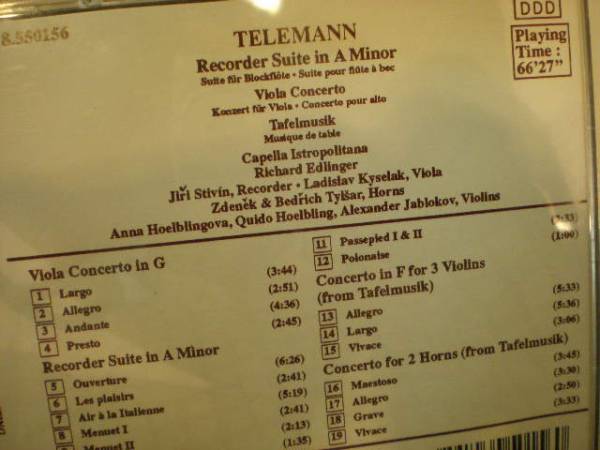 8.550156
DDD
TELEMANN
Playing
Time :
66'27"
Recorder Suite in A Minor
Suite für Blockflöte • Suite pour flûte à bec
Viola Concerto
Konzert für Viola • Concerto pour alto
Tafelmusik
Musique de table
Capella Istropolitana
Richard Edlinger
Jiří Stivín, Recorder • Ladislav Kyselak, Viola
Zdeněk & Bedřich Tylšar, Horns
Anna Hoelblingova, Quido Hoelbling, Alexander Jablokov, Violins
Viola Concerto in G
1 Largo (3:44)
2 Allegro (2:51)
3 Andante (4:36)
4 Presto (2:45)
Recorder Suite in A Minor
5 Ouverture (6:26)
6 Les plaisirs (2:41)
7 Air à la Italienne (5:19)
8 Menuet I (2:41)
Menuet II (2:13)
(1:35)
11 Passepied I & II
12 Polonaise (1:00)
Concerto in F for 3 Violins
(from Tafelmusik)
13 Allegro (5:33)
14 Largo (5:36)
15 Vivace (3:06)
Concerto for 2 Horns (from Tafelmusik)
16 Maestoso (3:45)
17 Allegro (3:30)
18 Grave (2:50)
19 Vivace (3:33)